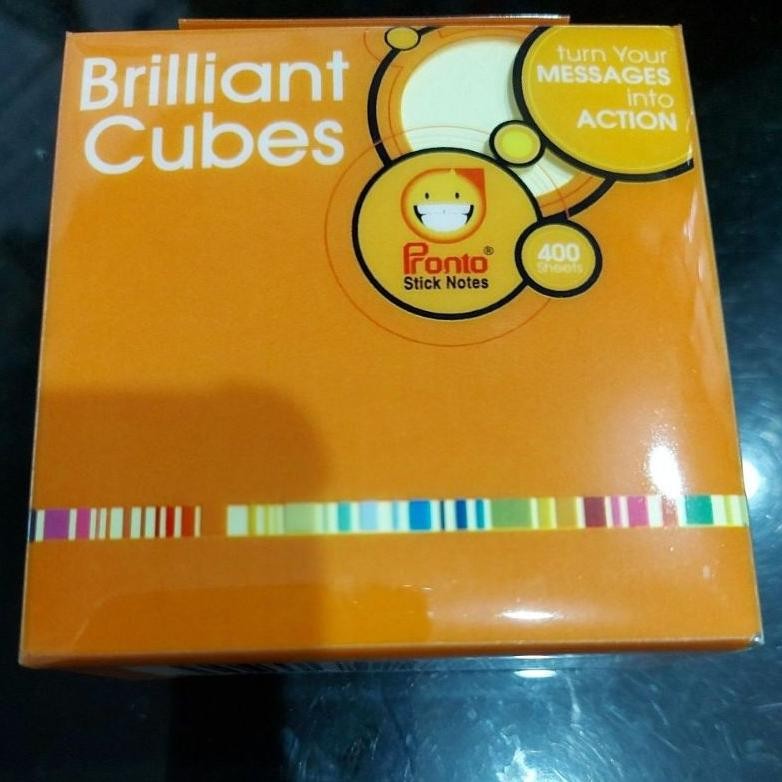 Brilliant
Cubes
turn Your
MESSAGES
into
ACTION
Pronto®
Stick Notes
400
Sheets